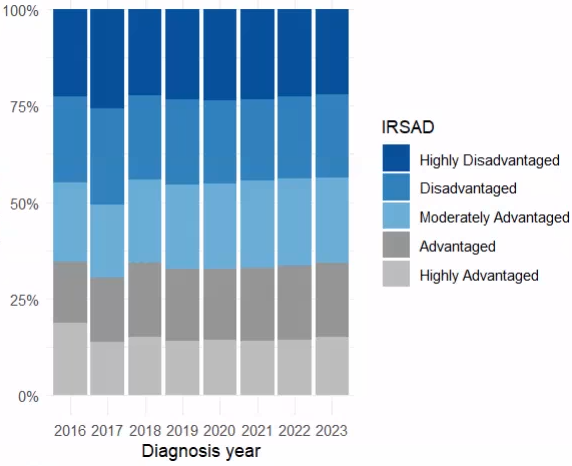 100%
75%
50%
25%
0%
2016 2017 2018 2019 2020 2021 2022 2023
Diagnosis year
IRSAD
Highly Disadvantaged
Disadvantaged
Moderately Advantaged
Advantaged
Highly Advantaged